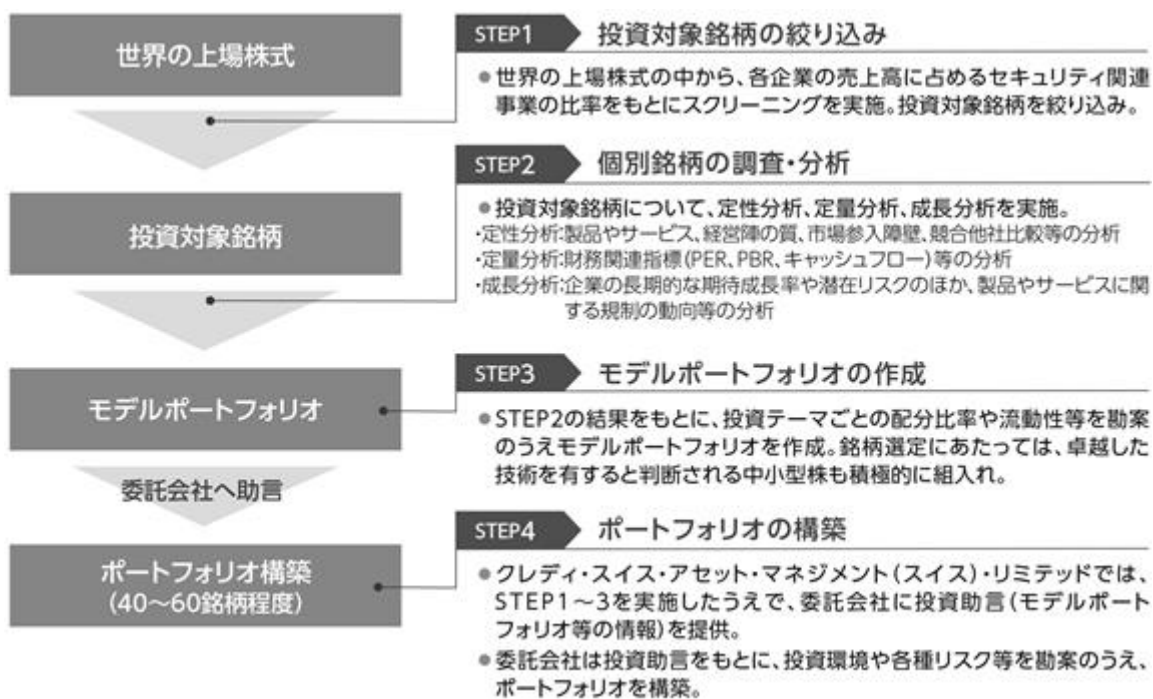 世界の上場株式
投資対象銘柄
モデルポートフォリオ
委託会社へ助言
ポートフォリオ構築
(40〜60銘柄程度)
STEP1 投資対象銘柄の絞り込み
●世界の上場株式の中から、各企業の売上高に占めるセキュリティ関連
事業の比率をもとにスクリーニングを実施。投資対象銘柄を絞り込み。
STEP2 個別銘柄の調査・分析
●投資対象銘柄について、定性分析、定量分析、成長分析を実施。
・定性分析:製品やサービス、経営陣の質、市場参入障壁、競合他社比較等の分析
・定量分析:財務関連指標(PER、PBR、キャッシュフロー)等の分析
・成長分析:企業の長期的な期待成長率や潜在リスクのほか、製品やサービスに関
する規制の動向等の分析
STEP3 モデルポートフォリオの作成
●STEP2の結果をもとに、投資テーマごとの配分比率や流動性等を勘案
のうえモデルポートフォリオを作成。銘柄選定にあたっては、卓越した
技術を有すると判断される中小型株も積極的に組入れ。
STEP4 ポートフォリオの構築
●クレディ・スイス・アセット・マネジメント(スイス)・リミテッドでは、
STEP1〜3を実施したうえで、委託会社に投資助言(モデルポート
フォリオ等の情報)を提供。
●委託会社は投資助言をもとに、投資環境や各種リスク等を勘案のうえ、
ポートフォリオを構築。